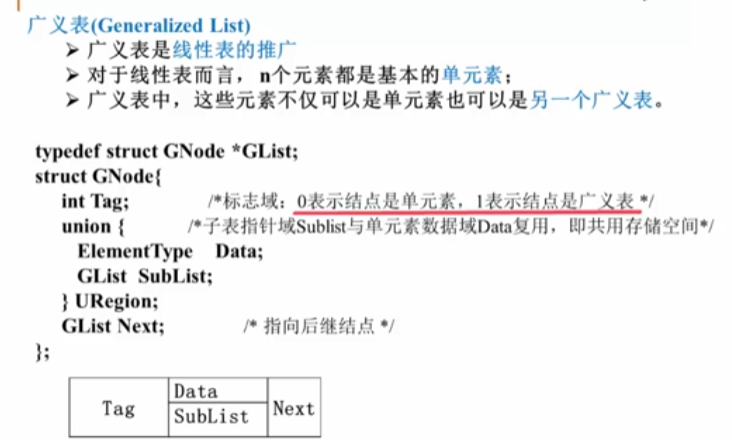 广义表(Generalized List)
➢ 广义表是线性表的推广
➢ 对于线性表而言，n个元素都是基本的单元素；
➢ 广义表中，这些元素不仅可以是单元素也可以是另一个广义表。
typedef struct GNode *GList;
struct GNode{
int Tag; /*标志域：0表示结点是单元素，1表示结点是广义表 */
union { /*子表指针域Sublist与单元素数据域Data复用，即共用存储空间*/
ElementType Data;
GList SubList;
} URegion;
GList Next; /* 指向后继结点 */
};
Data
Tag Next
SubList